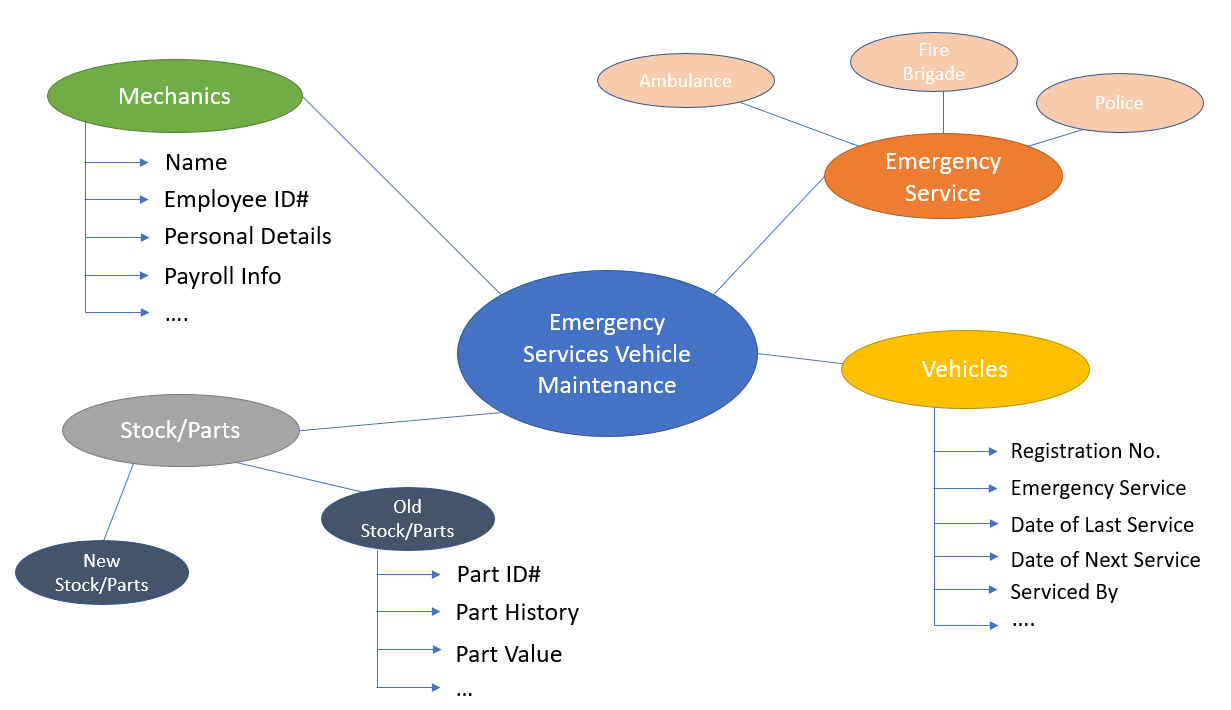 Mechanics
Name
Employee ID#
Personal Details
Payroll Info
....
Ambulance
Fire
Brigade
Police
Emergency
Service
Emergency
Services Vehicle
Maintenance
Vehicles
Registration No.
Emergency Service
Date of Last Service
Date of Next Service
Serviced By
....
Stock/Parts
New
Stock/Parts
Old
Stock/Parts
Part ID#
Part History
Part Value
...